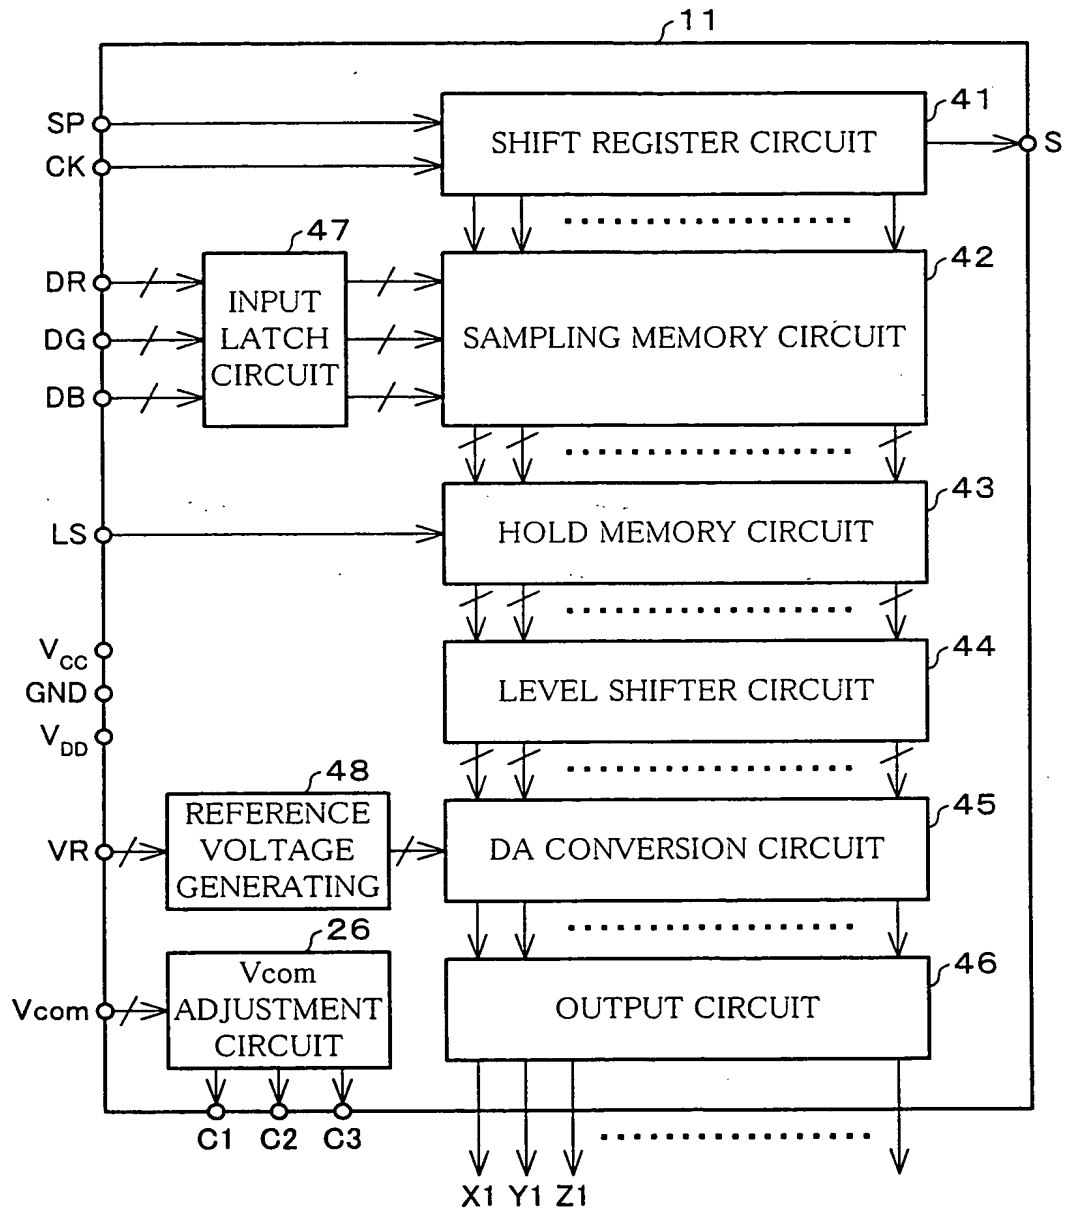 11
SP
CK
41
SHIFT REGISTER CIRCUIT
S
47
42
DR
DG
DB
INPUT
LATCH
CIRCUIT
SAMPLING MEMORY CIRCUIT
43
LS
HOLD MEMORY CIRCUIT
44
VCC
GND
VDD
LEVEL SHIFTER CIRCUIT
48
45
VR
REFERENCE
VOLTAGE
GENERATING
DA CONVERSION CIRCUIT
26
46
Vcom
Vcom
ADJUSTMENT
CIRCUIT
OUTPUT CIRCUIT
C1 C2 C3
X1 Y1 Z1